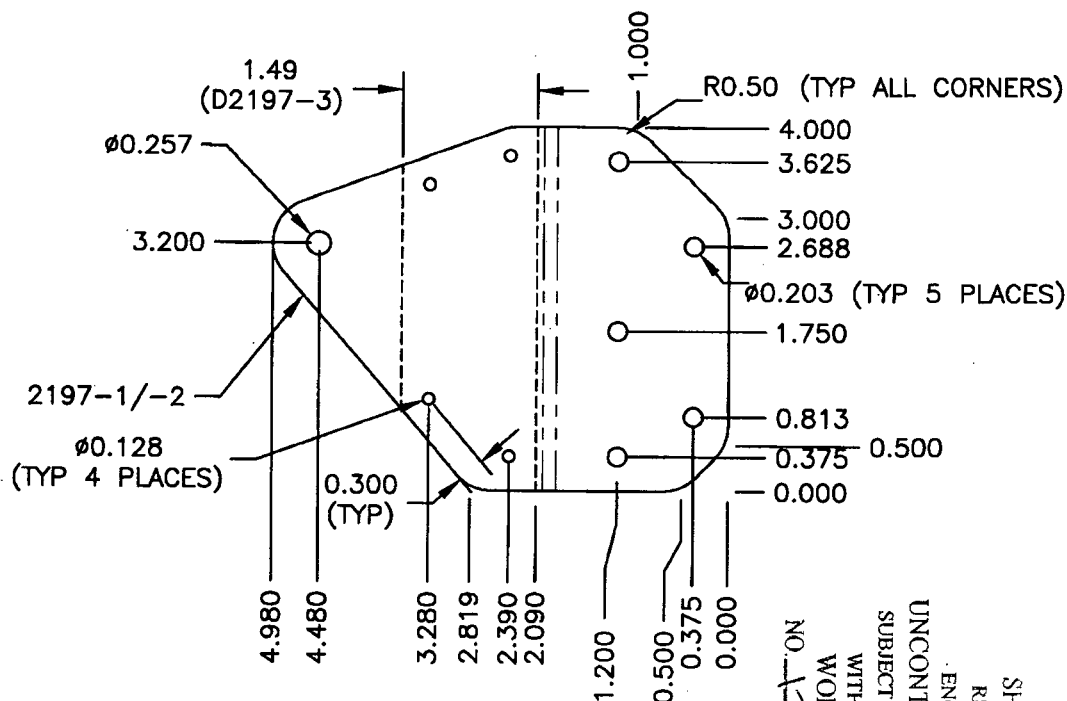 1.49
(D2197-3)
1.000
R0.50 (TYP ALL CORNERS)
ø0.257
4.000
3.625
3.200
3.000
2.688
ø0.203 (TYP 5 PLACES)
1.750
2197-1/-2
ø0.128
(TYP 4 PLACES)
0.813
0.500
0.375
0.300
(TYP)
0.000
4.980
4.480
3.280
2.819
2.390
2.090
1.200
0.500
0.375
0.000
UNCONT
SUBJECT
WITH
NO.